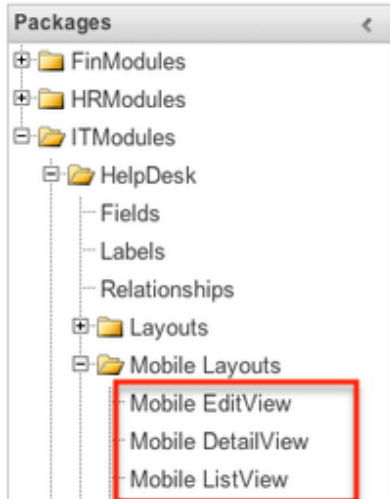 Packages
FinModules
HRModules
ITModules
HelpDesk
Fields
Labels
Relationships
Layouts
Mobile Layouts
Mobile EditView
Mobile DetailView
Mobile ListView